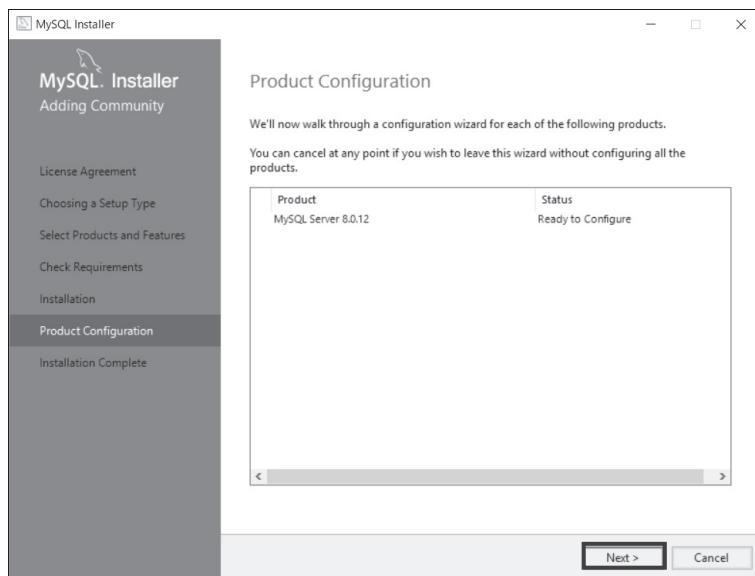 MySQL Installer
MySQL. Installer
Adding Community
License Agreement
Choosing a Setup Type
Select Products and Features
Check Requirements
Installation
Product Configuration
Installation Complete
Product Configuration
We'll now walk through a configuration wizard for each of the following products.
You can cancel at any point if you wish to leave this wizard without configuring all the
products.
Product Status
MySQL Server 8.0.12 Ready to Configure
Next > Cancel